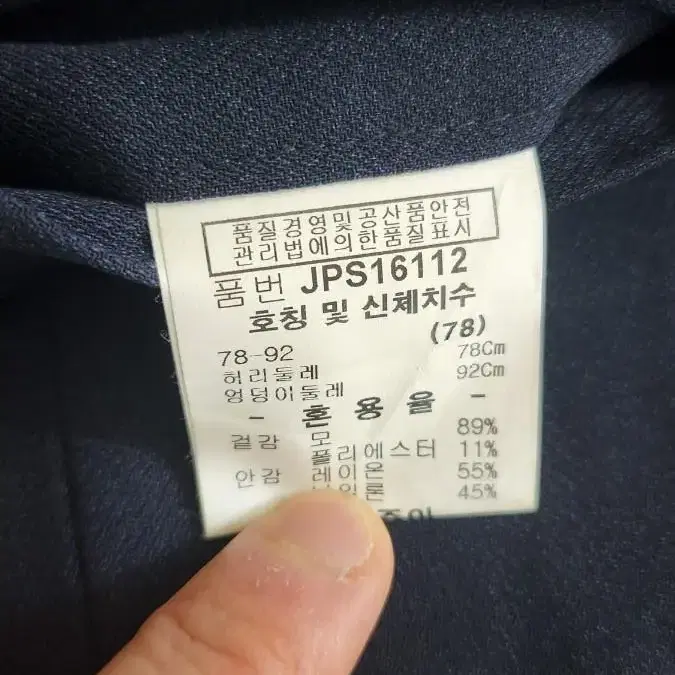 품질경영및공산품안전
관리법에의한품질표시
품번 JPS16112
호칭 및 신체치수
(78)
78-92
허리둘레 78Cm
엉덩이둘레 92Cm
- 혼용율 -
겉감 모 89%
폴리에스터 11%
안감 레이온 55%
45%